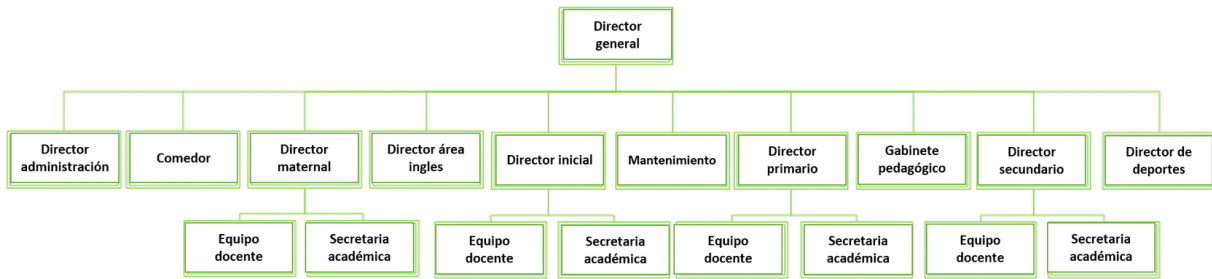 Director
general
Director
administración
Comedor
Director
maternal
Director área
ingles
Director inicial
Mantenimiento
Director
primario
Gabinete
pedagógico
Director
secundario
Director de
deportes
Equipo
docente
Secretaria
académica
Equipo
docente
Secretaria
académica
Equipo
docente
Secretaria
académica
Equipo
docente
Secretaria
académica